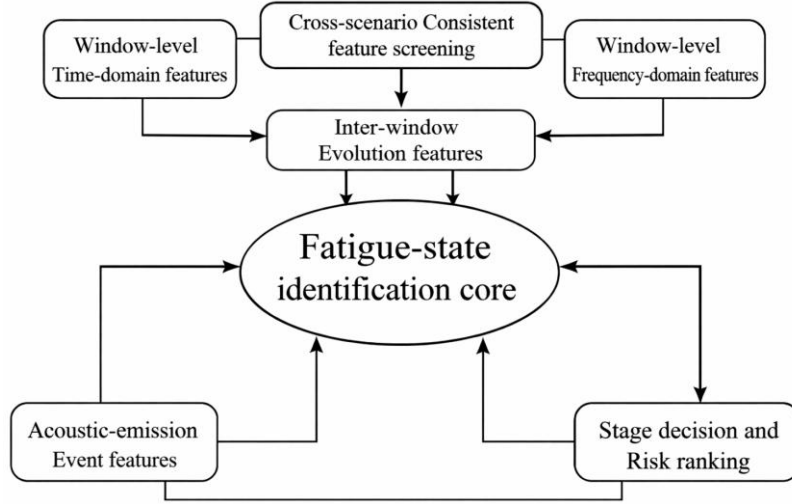 Cross-scenario Consistent
feature screening
Window-level
Time-domain features
Window-level
Frequency-domain features
Inter-window
Evolution features
Fatigue-state
identification core
Acoustic-emission
Event features
Stage decision and
Risk ranking